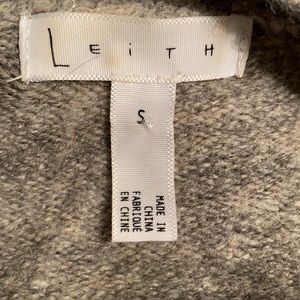 LEiTH
S
MADE IN
CHINA
FABRIQUÉ
EN CHINE